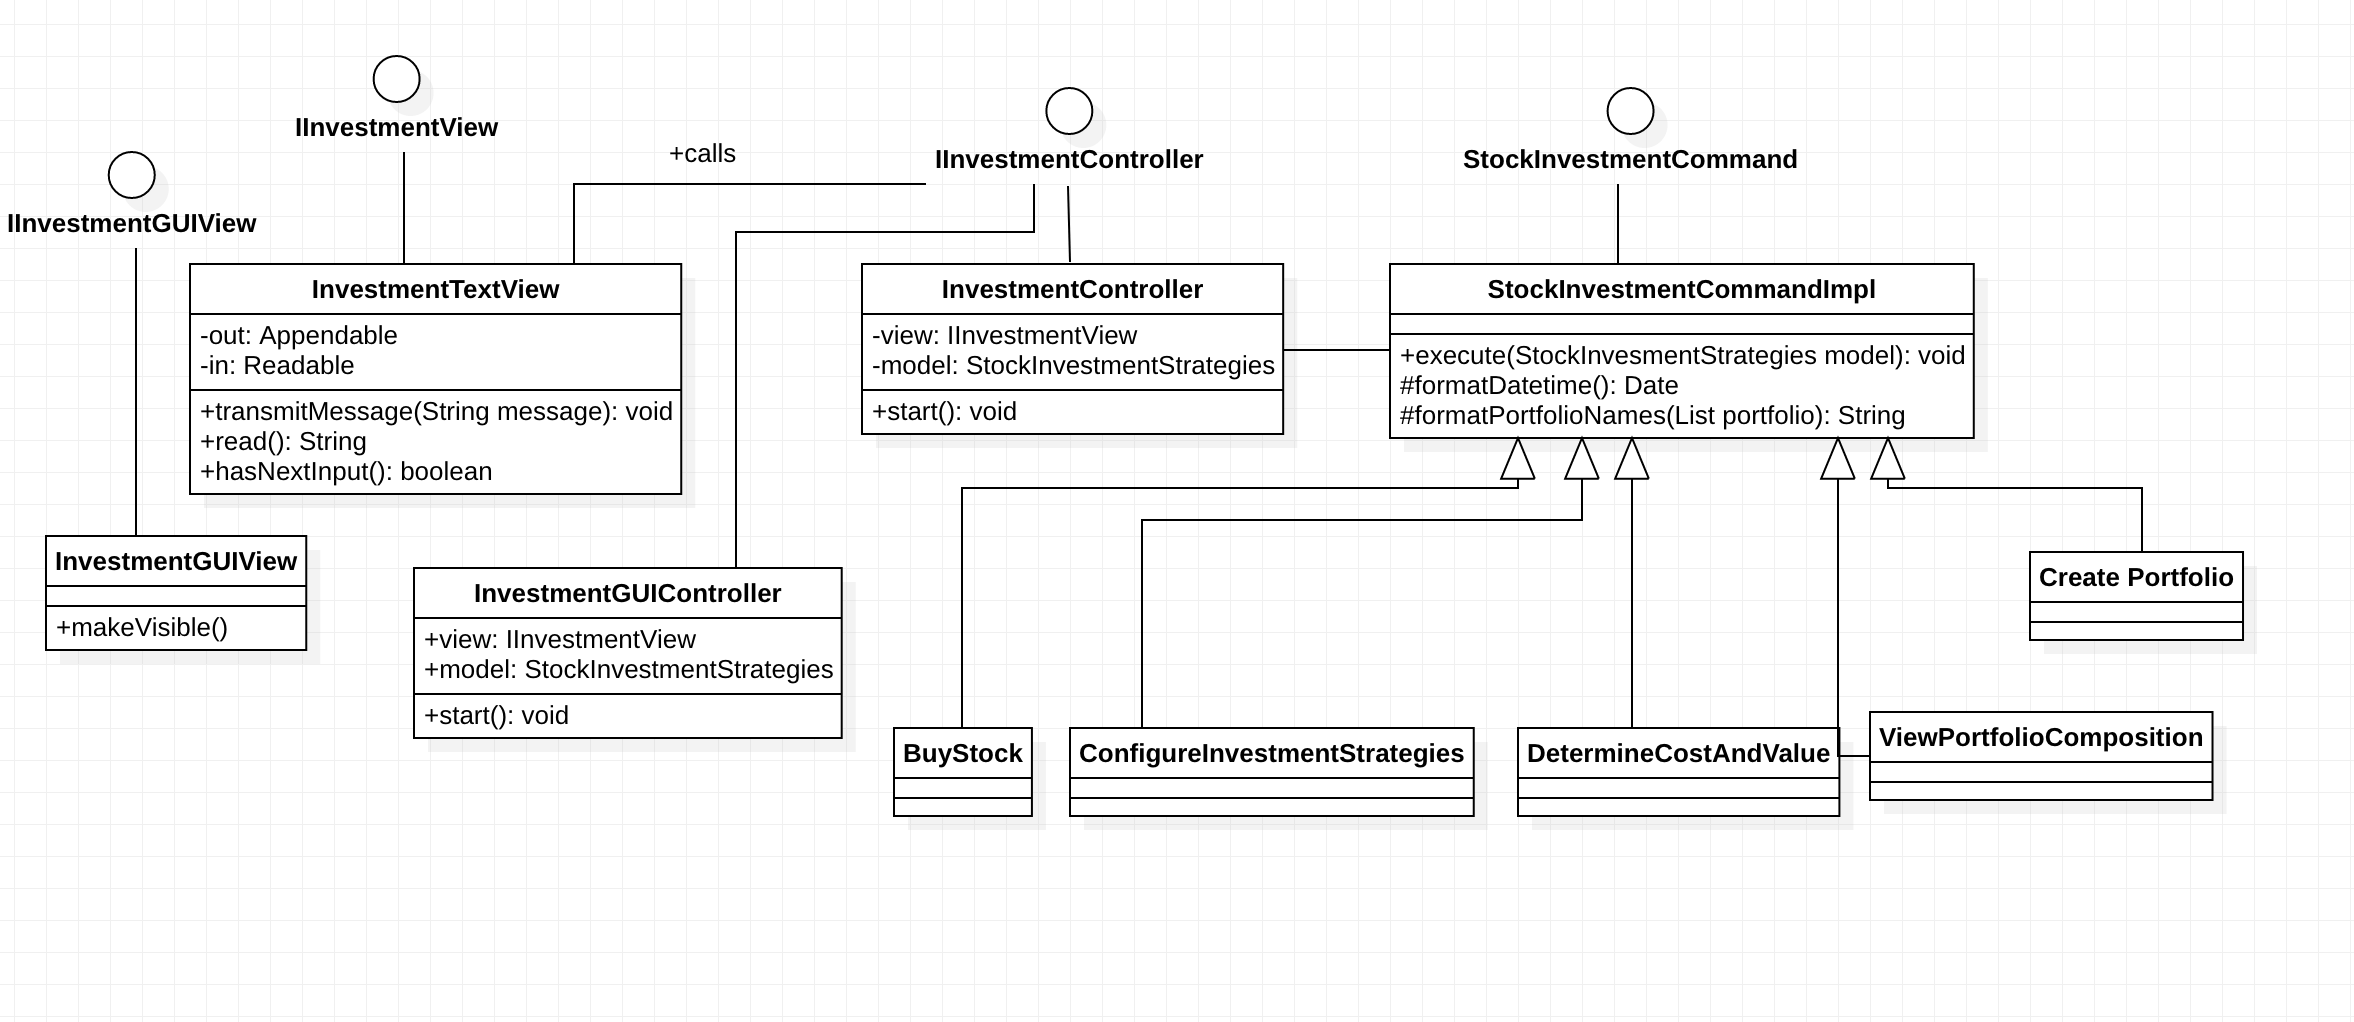 IInvestmentView
+calls
IInvestmentController
StockInvestmentCommand
IInvestmentGUIView
InvestmentTextView
-out: Appendable
-in: Readable
+transmitMessage(String message): void
+read(): String
+hasNextInput(): boolean
InvestmentController
-view: IInvestmentView
-model: StockInvestmentStrategies
+start(): void
StockInvestmentCommandImpl
+execute(StockInvesmentStrategies model): void
#formatDatetime(): Date
#formatPortfolioNames(List portfolio): String
InvestmentGUIView
+makeVisible()
InvestmentGUIController
+view: IInvestmentView
+model: StockInvestmentStrategies
+start(): void
Create Portfolio
BuyStock
ConfigureInvestmentStrategies
DetermineCostAndValue
ViewPortfolioComposition